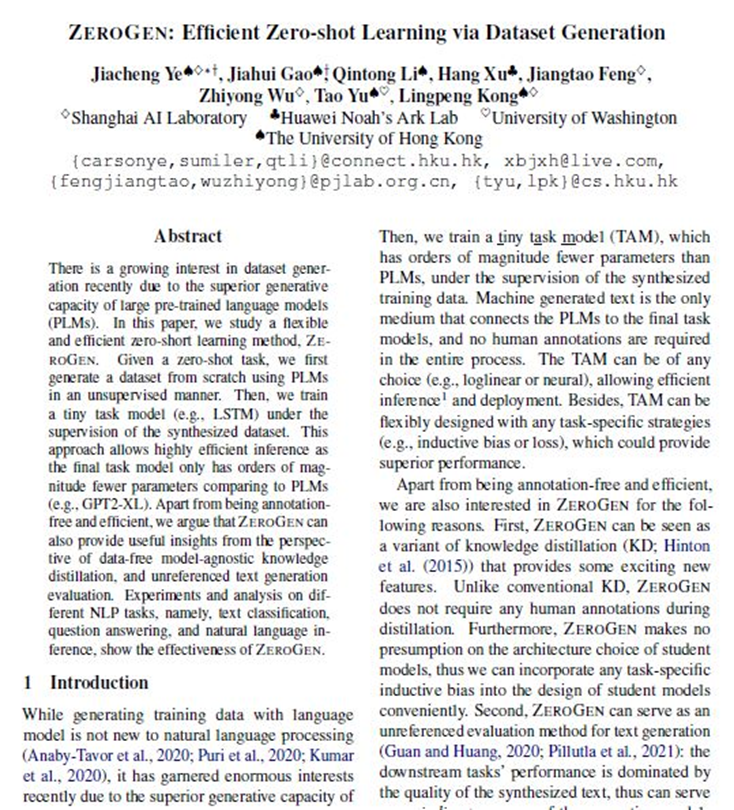 ZEROGEN: Efficient Zero-shot Learning via Dataset Generation
Jiacheng Ye♠◇∗†, Jiahui Gao♠‡, Qintong Li♠, Hang Xu♣, Jiangtao Feng◇,
Zhiyong Wu◇, Tao Yu♠♡, Lingpeng Kong♠◇
◇Shanghai AI Laboratory ♣Huawei Noah's Ark Lab ♡University of Washington
♠The University of Hong Kong
{carsonye,sumiler,qtli}@connect.hku.hk, xbjxh@live.com,
{fengjiangtao,wuzhiyong}@pjlab.org.cn, {tyu,lpk}@cs.hku.hk
Abstract
There is a growing interest in dataset gener-
ation recently due to the superior generative
capacity of large pre-trained language models
(PLMs). In this paper, we study a flexible
and efficient zero-short learning method, ZE-
ROGEN. Given a zero-shot task, we first
generate a dataset from scratch using PLMs
in an unsupervised manner. Then, we train
a tiny task model (e.g., LSTM) under the
supervision of the synthesized dataset. This
approach allows highly efficient inference as
the final task model only has orders of mag-
nitude fewer parameters comparing to PLMs
(e.g., GPT2-XL). Apart from being annotation-
free and efficient, we argue that ZEROGEN can
also provide useful insights from the perspec-
tive of data-free model-agnostic knowledge
distillation, and unreferenced text generation
evaluation. Experiments and analysis on dif-
ferent NLP tasks, namely, text classification,
question answering, and natural language in-
ference, show the effectiveness of ZEROGEN.
1 Introduction
While generating training data with language
model is not new to natural language processing
(Anaby-Tavor et al., 2020; Puri et al., 2020; Kumar
et al., 2020), it has garnered enormous interests
recently due to the superior generative capacity of
Then, we train a tiny task model (TAM), which
has orders of magnitude fewer parameters than
PLMs, under the supervision of the synthesized
training data. Machine generated text is the only
medium that connects the PLMs to the final task
models, and no human annotations are required
in the entire process. The TAM can be of any
choice (e.g., loglinear or neural), allowing efficient
inference1 and deployment. Besides, TAM can be
flexibly designed with any task-specific strategies
(e.g., inductive bias or loss), which could provide
superior performance.
Apart from being annotation-free and efficient,
we are also interested in ZEROGEN for the fol-
lowing reasons. First, ZEROGEN can be seen as
a variant of knowledge distillation (KD; Hinton
et al. (2015)) that provides some exciting new
features. Unlike conventional KD, ZEROGEN
does not require any human annotations during
distillation. Furthermore, ZEROGEN makes no
presumption on the architecture choice of student
models, thus we can incorporate any task-specific
inductive bias into the design of student models
conveniently. Second, ZEROGEN can serve as an
unreferenced evaluation method for text generation
(Guan and Huang, 2020; Pillutla et al., 2021): the
downstream tasks' performance is dominated by
the quality of the synthesized text, thus can serve